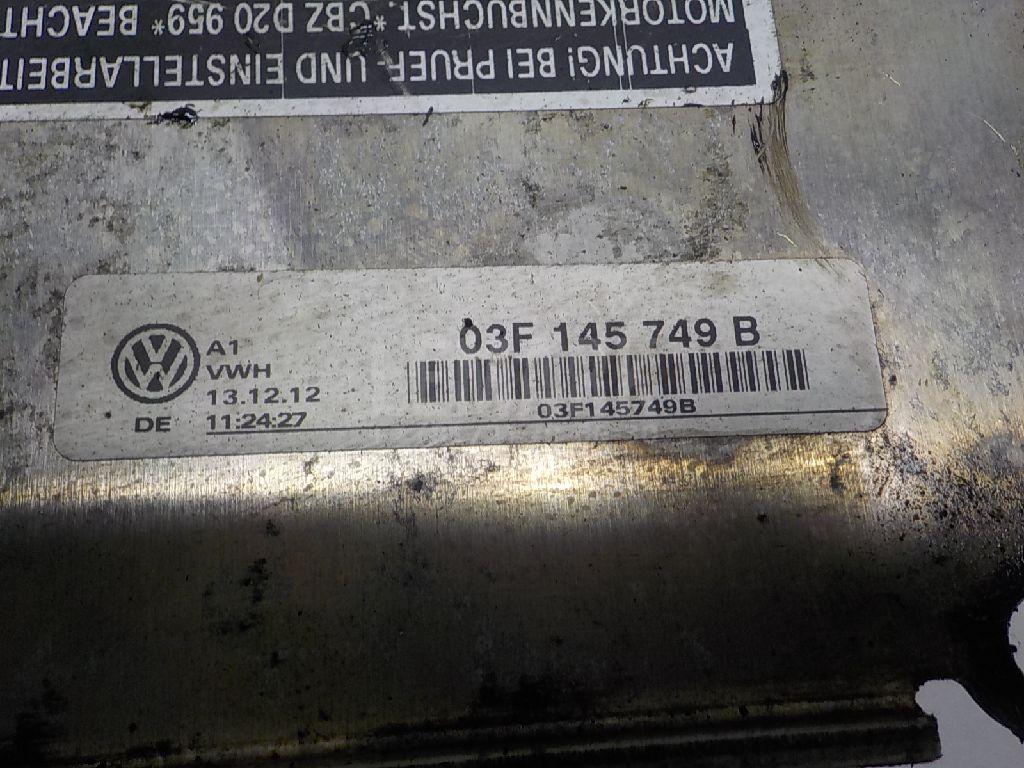 ACHTUNG! BEI PRUEF- UND EINSTELLARBEIT
MOTORKENNBUCHST. *CBZ D20 959* BEACHT
A1
VWH
13.12.12
DE 11:24:27
03F 145 749 B
03F145749B